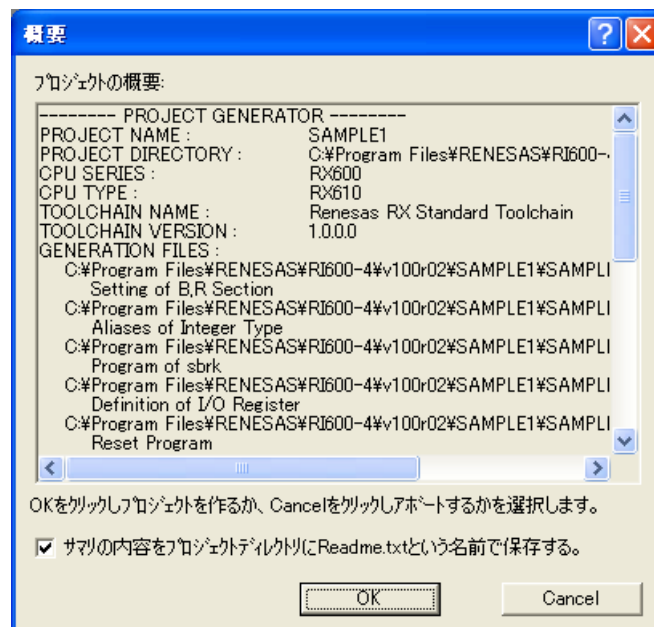 概要
プロジェクトの概要:
-------- PROJECT GENERATOR --------
PROJECT NAME : SAMPLE1
PROJECT DIRECTORY : C:¥Program Files¥RENESAS¥RI600-
CPU SERIES : RX600
CPU TYPE : RX610
TOOLCHAIN NAME : Renesas RX Standard Toolchain
TOOLCHAIN VERSION : 1.0.0.0
GENERATION FILES :
C:¥Program Files¥RENESAS¥RI600-4¥v100r02¥SAMPLE1¥SAMPL
Setting of B,R Section
C:¥Program Files¥RENESAS¥RI600-4¥v100r02¥SAMPLE1¥SAMPL
Aliases of Integer Type
C:¥Program Files¥RENESAS¥RI600-4¥v100r02¥SAMPLE1¥SAMPL
Program of sbrk
C:¥Program Files¥RENESAS¥RI600-4¥v100r02¥SAMPLE1¥SAMPL
Definition of I/O Register
C:¥Program Files¥RENESAS¥RI600-4¥v100r02¥SAMPLE1¥SAMPL
Reset Program
OKをクリックしプロジェクトを作るか、Cancelをクリックしアボートするかを選択します。
サマリの内容をプロジェクトディレクトリにReadme.txtという名前で保存する。
OK Cancel